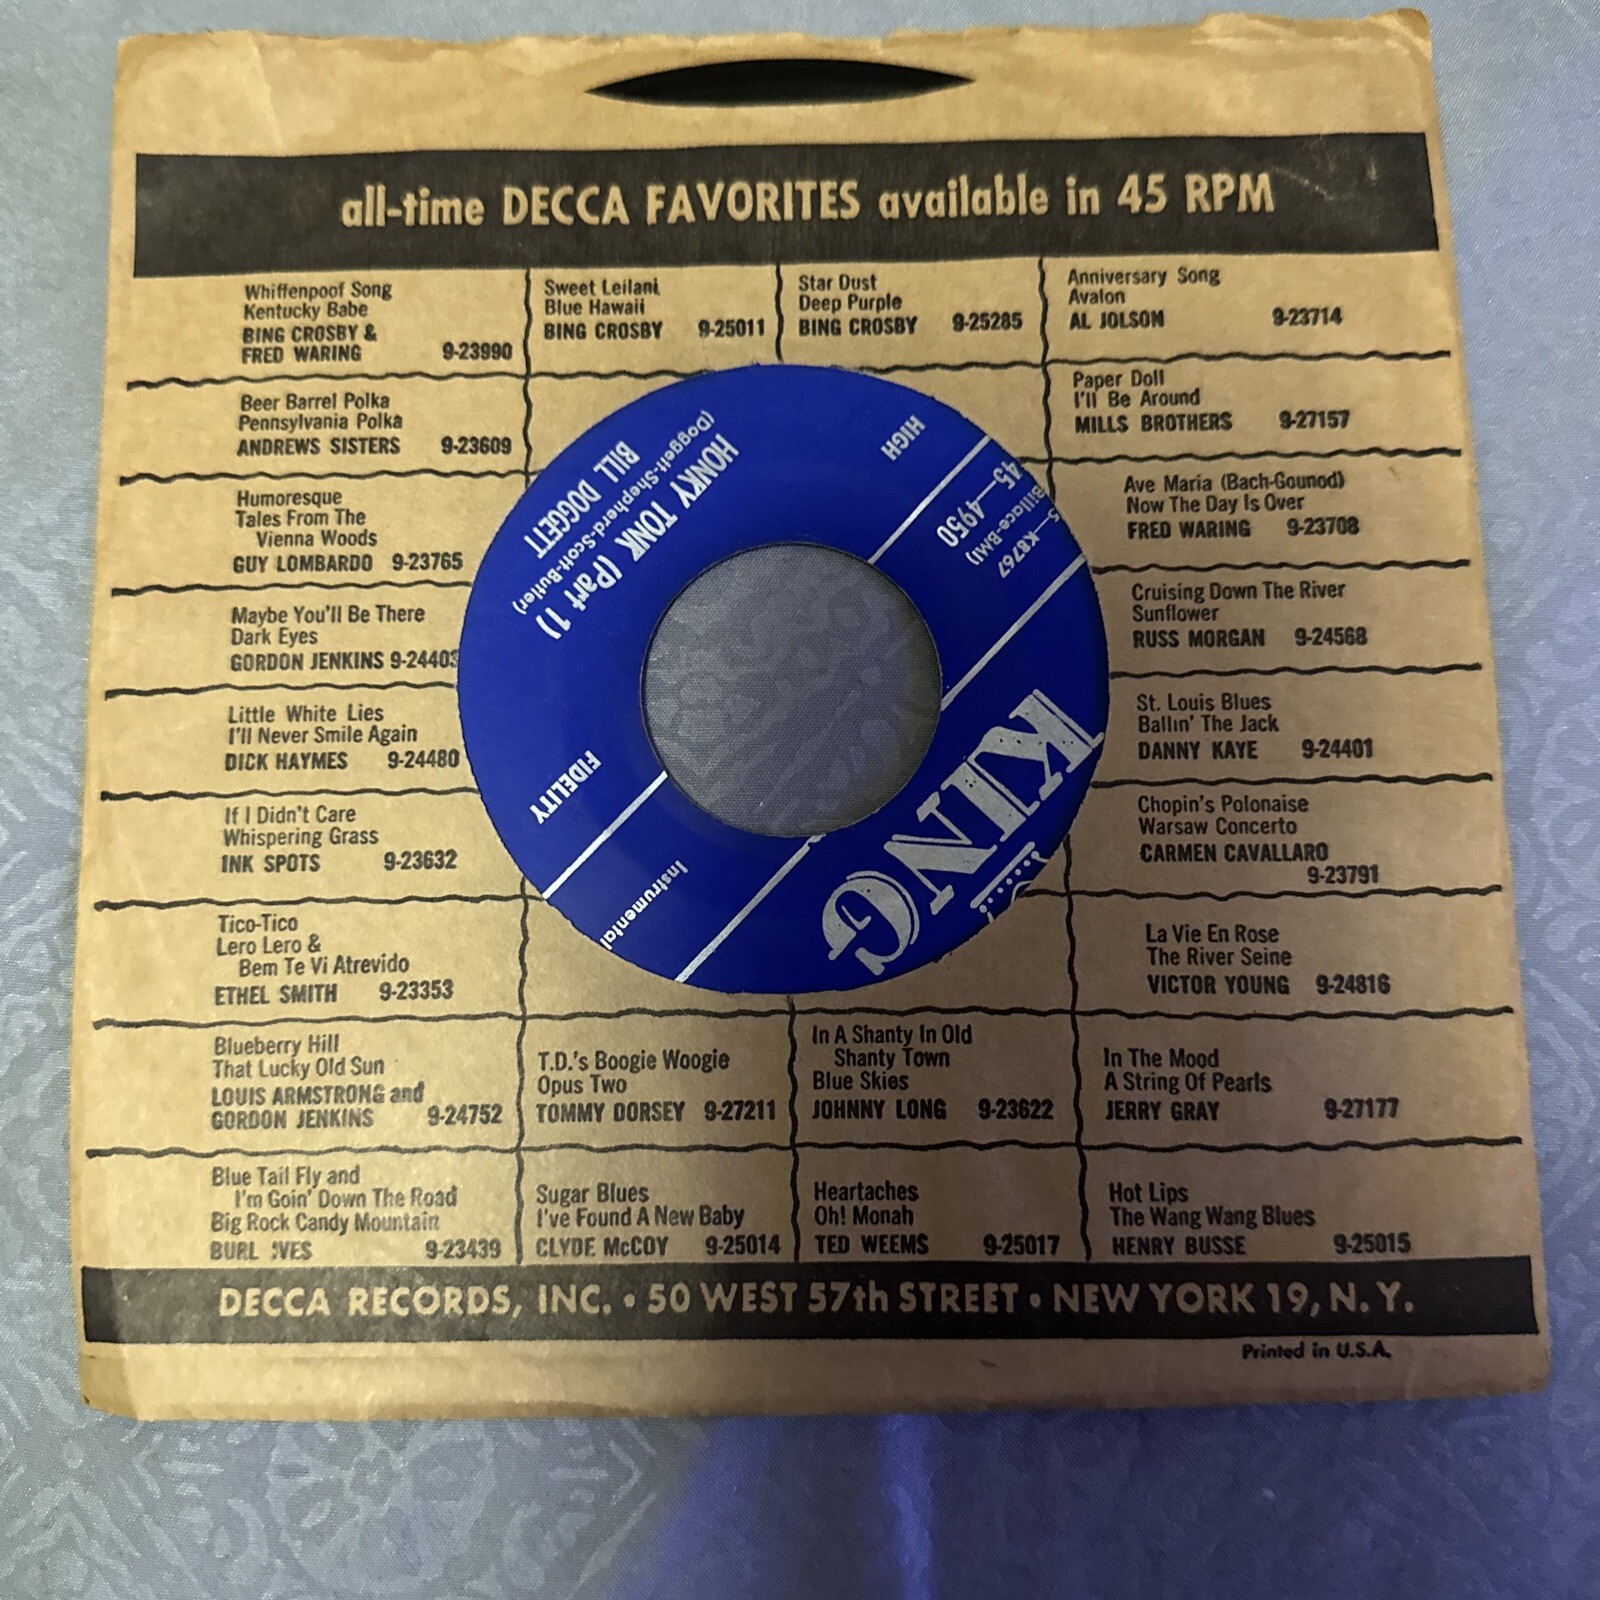 all-time DECCA FAVORITES available in 45 RPM
Whiffenpoof Song
Kentucky Babe
BING CROSBY &
FRED WARING 9-23990
Sweet Leilani
Blue Hawaii
BING CROSBY 9-25011
Star Dust
Deep Purple
BING CROSBY 9-25285
Anniversary Song
Avalon
AL JOLSON 9-23714
Beer Barrel Polka
Pennsylvania Polka
ANDREWS SISTERS 9-23609
Paper Doll
I'll Be Around
MILLS BROTHERS 9-27157
Humoresque
Tales From The
Vienna Woods
GUY LOMBARDO 9-23765
Ave Maria (Bach-Gounod)
Now The Day Is Over
FRED WARING 9-23708
Maybe You'll Be There
Dark Eyes
GORDON JENKINS 9-24403
Cruising Down The River
Sunflower
RUSS MORGAN 9-24568
Little White Lies
I'll Never Smile Again
DICK HAYMES 9-24480
St. Louis Blues
Ballin' The Jack
DANNY KAYE 9-24401
If I Didn't Care
Whispering Grass
INK SPOTS 9-23632
Chopin's Polonaise
Warsaw Concerto
CARMEN CAVALLARO
9-23791
Tico-Tico
Lero Lero &
Bem Te Vi Atrevido
ETHEL SMITH 9-23353
La Vie En Rose
The River Seine
VICTOR YOUNG 9-24816
Blueberry Hill
That Lucky Old Sun
LOUIS ARMSTRONG and
GORDON JENKINS 9-24752
T.D.'s Boogie Woogie
Opus Two
TOMMY DORSEY 9-27211
In A Shanty In Old
Shanty Town
Blue Skies
JOHNNY LONG 9-23622
In The Mood
A String Of Pearls
JERRY GRAY 9-27177
Blue Tail Fly and
I'm Goin' Down The Road
Big Rock Candy Mountain
BURL IVES 9-23439
Sugar Blues
I've Found A New Baby
CLYDE McCOY 9-25014
Heartaches
Oh! Monah
TED WEEMS 9-25017
Hot Lips
The Wang Wang Blues
HENRY BUSSE 9-25015
DECCA RECORDS, INC. • 50 WEST 57th STREET • NEW YORK 19, N. Y.
Printed in U.S.A.
KING
Instrumental
45—4950
(Billace-BMI)
K8767
HIGH
FIDELITY
HONKY TONK (Part 1)
(Doggett-Shepherd-Scott-Butler)
BILL DOGGETT